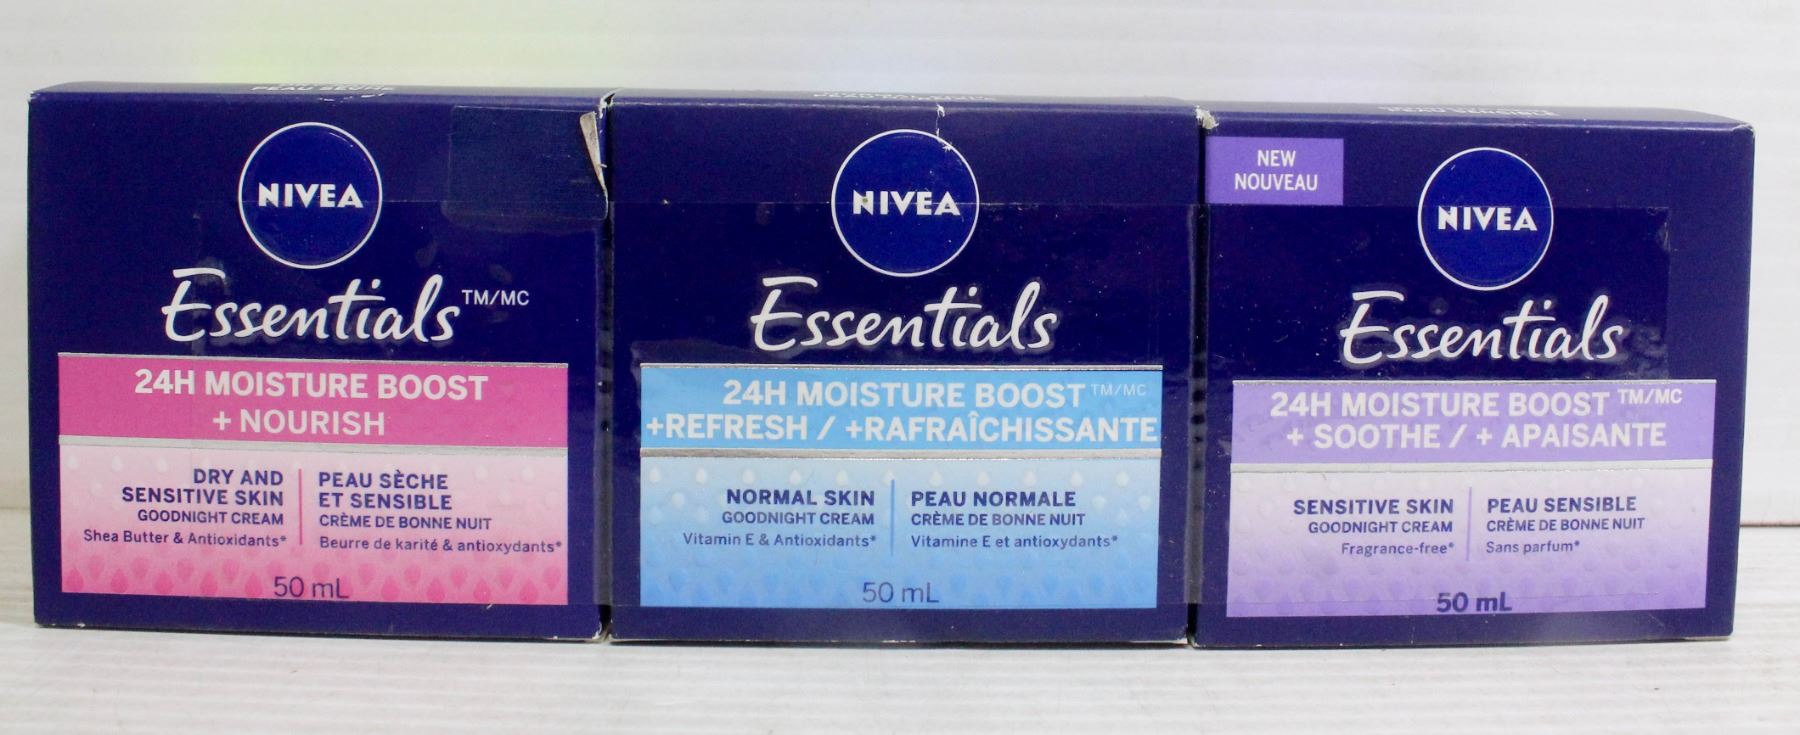 PEAU SÈCHE
NIVEA
Essentials TM/MC
24H MOISTURE BOOST
+ NOURISH
DRY AND
SENSITIVE SKIN
GOODNIGHT CREAM
Shea Butter & Antioxidants*
PEAU SÈCHE
ET SENSIBLE
CRÈME DE BONNE NUIT
Beurre de karité & antioxydants*
50 mL
NIVEA
Essentials
24H MOISTURE BOOST TM/MC
+REFRESH / +RAFRAÎCHISSANTE
NORMAL SKIN
GOODNIGHT CREAM
Vitamin E & Antioxidants*
PEAU NORMALE
CRÈME DE BONNE NUIT
Vitamine E et antioxydants*
50 mL
NEW
NOUVEAU
NIVEA
Essentials
24H MOISTURE BOOST TM/MC
+ SOOTHE / + APAISANTE
SENSITIVE SKIN
GOODNIGHT CREAM
Fragrance-free*
PEAU SENSIBLE
CRÈME DE BONNE NUIT
Sans parfum*
50 mL